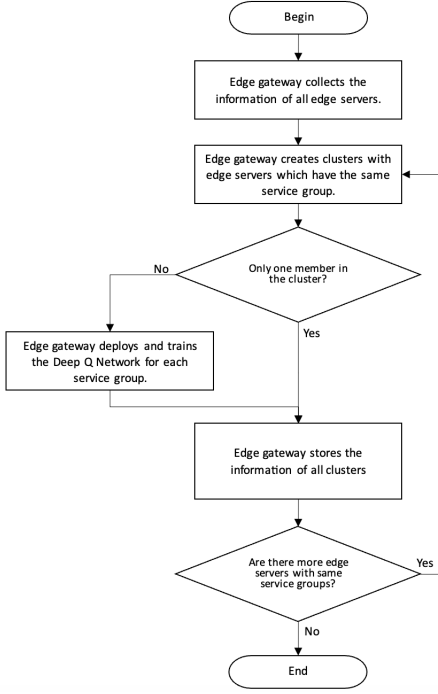 Begin
Edge gateway collects the
information of all edge servers.
Edge gateway creates clusters with
edge servers which have the same
service group.
Only one member in
the cluster?
No
Yes
Edge gateway deploys and trains
the Deep Q Network for each
service group.
Edge gateway stores the
information of all clusters
Are there more edge
servers with same
service groups?
Yes
No
End